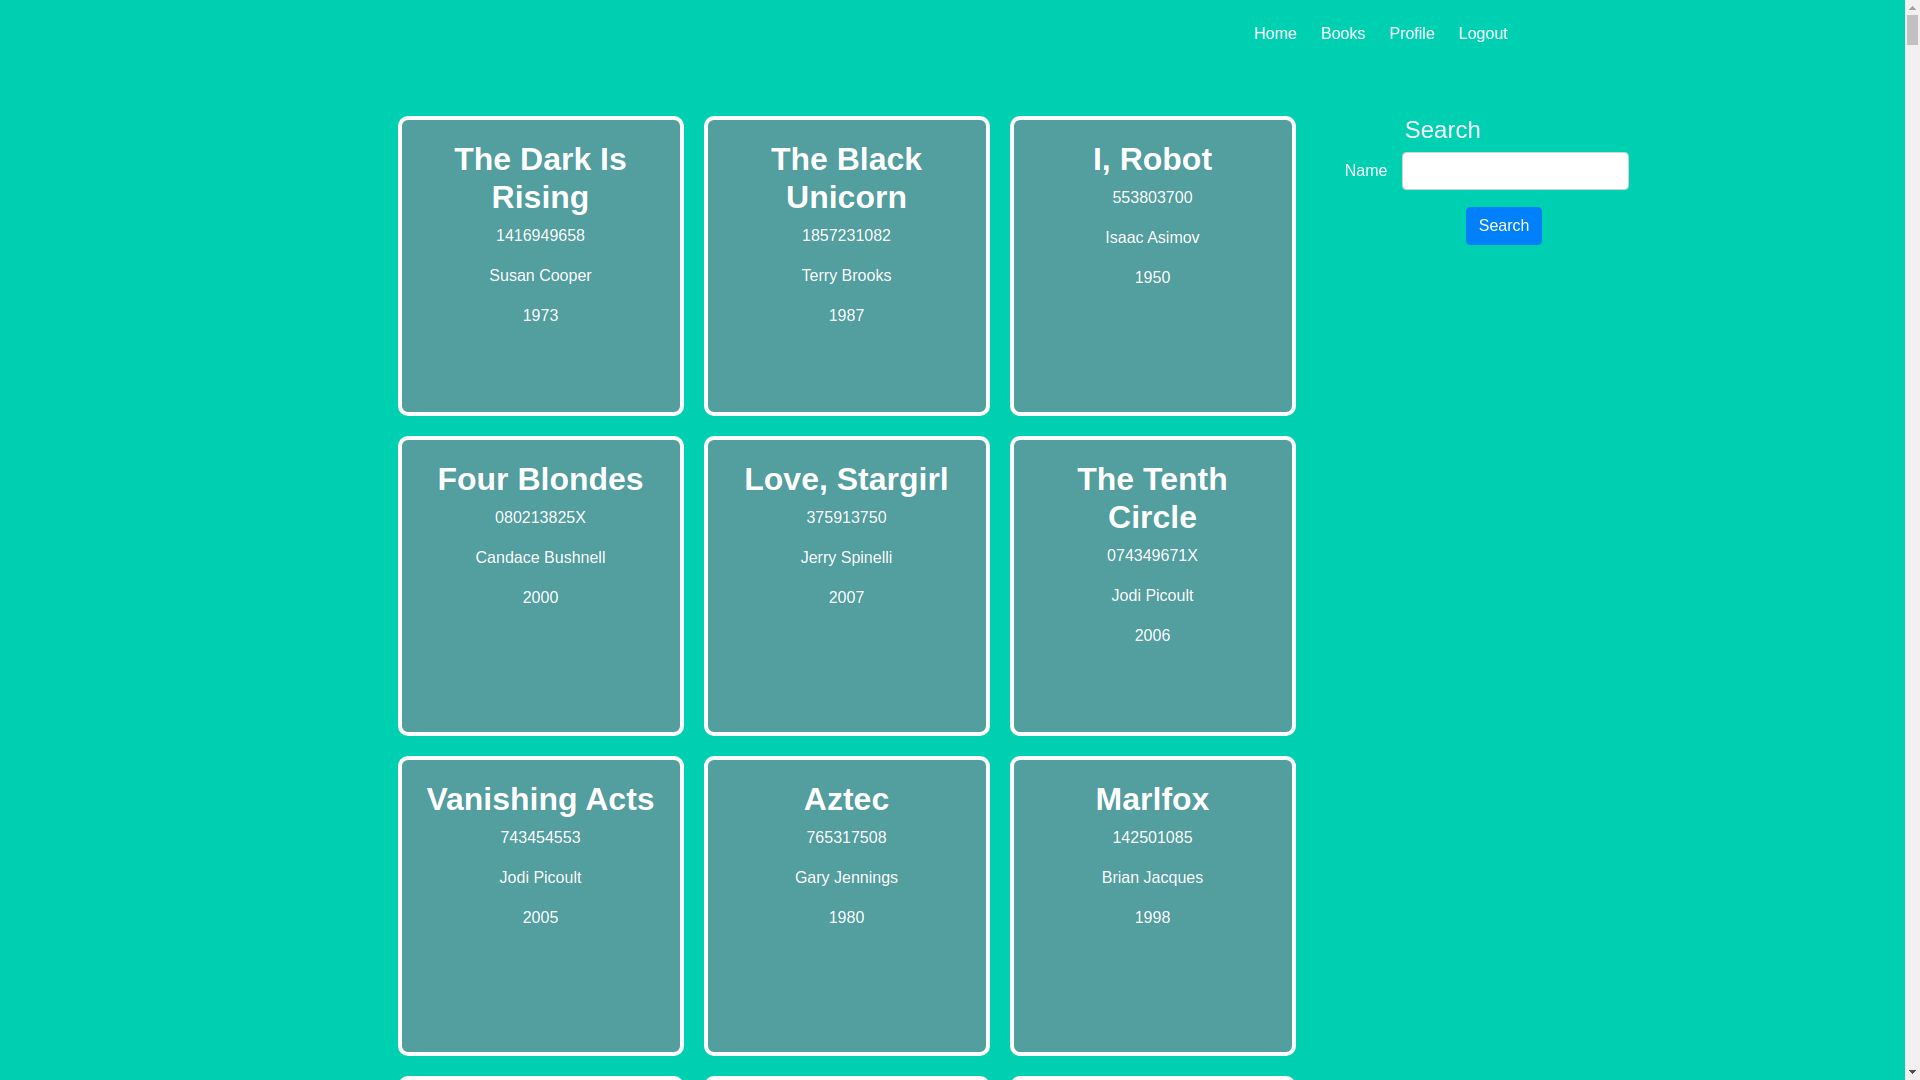 Home Books Profile Logout
The Dark Is
Rising
1416949658
Susan Cooper
1973
The Black
Unicorn
1857231082
Terry Brooks
1987
I, Robot
553803700
Isaac Asimov
1950
Search
Name
Search
Four Blondes
080213825X
Candace Bushnell
2000
Love, Stargirl
375913750
Jerry Spinelli
2007
The Tenth
Circle
074349671X
Jodi Picoult
2006
Vanishing Acts
743454553
Jodi Picoult
2005
Aztec
765317508
Gary Jennings
1980
Marlfox
142501085
Brian Jacques
1998